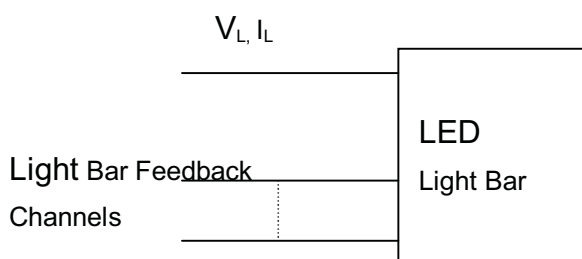 VL, IL
LED
Light Bar Feedback
Light Bar
Channels